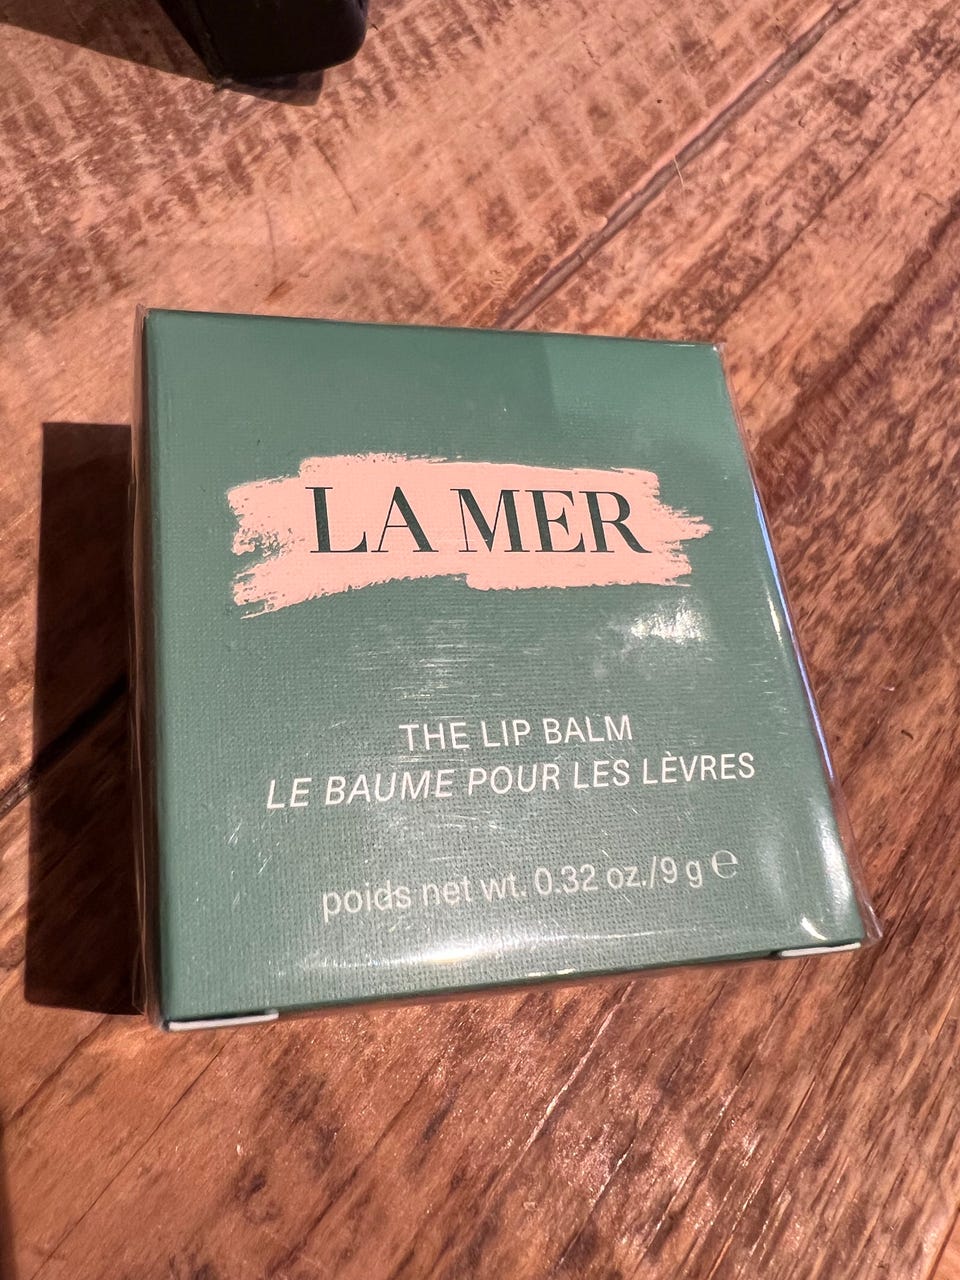 LA MER
THE LIP BALM
LE BAUME POUR LES LÈVRES
poids net wt. 0.32 oz./9 g ℮